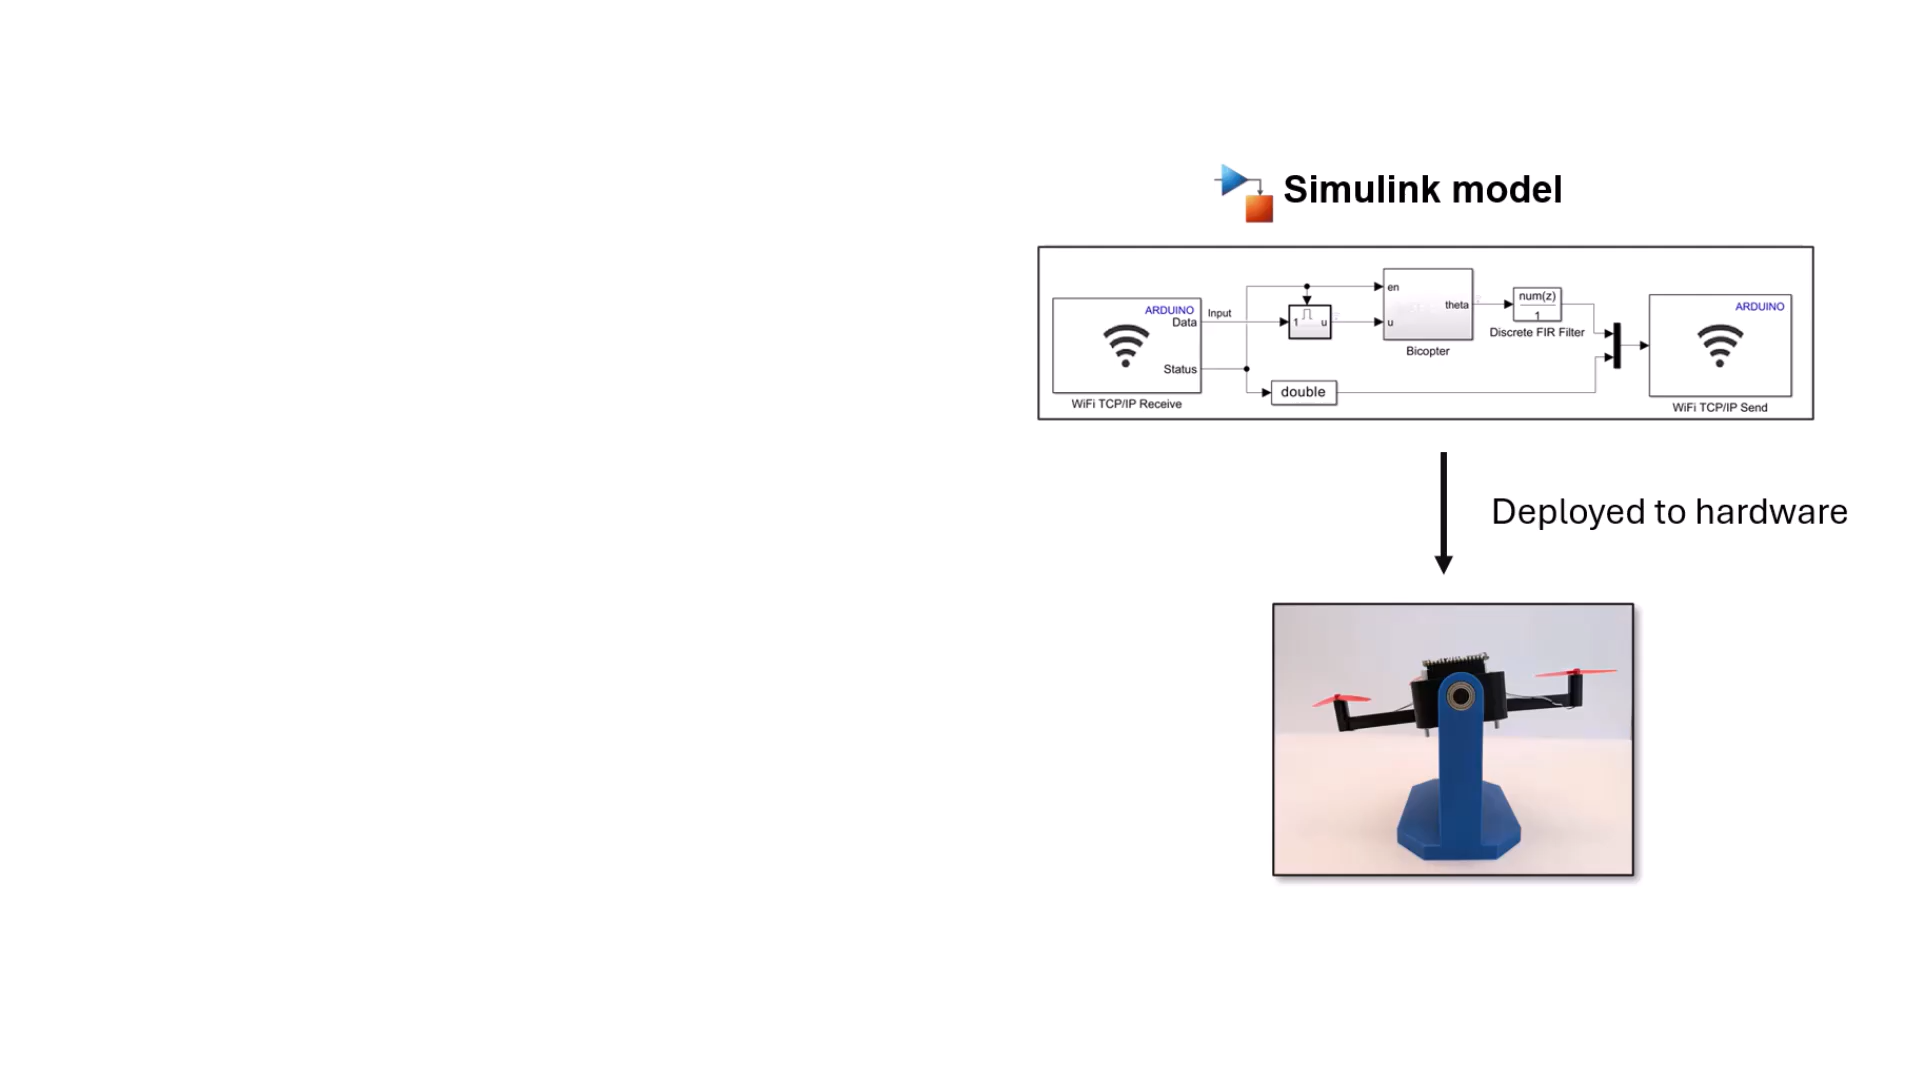 Simulink model
ARDUINO
Data
Status
WiFi TCP/IP Receive
Input
1 u
en
u
theta
Bicopter
num(z)
1
Discrete FIR Filter
double
ARDUINO
WiFi TCP/IP Send
Deployed to hardware